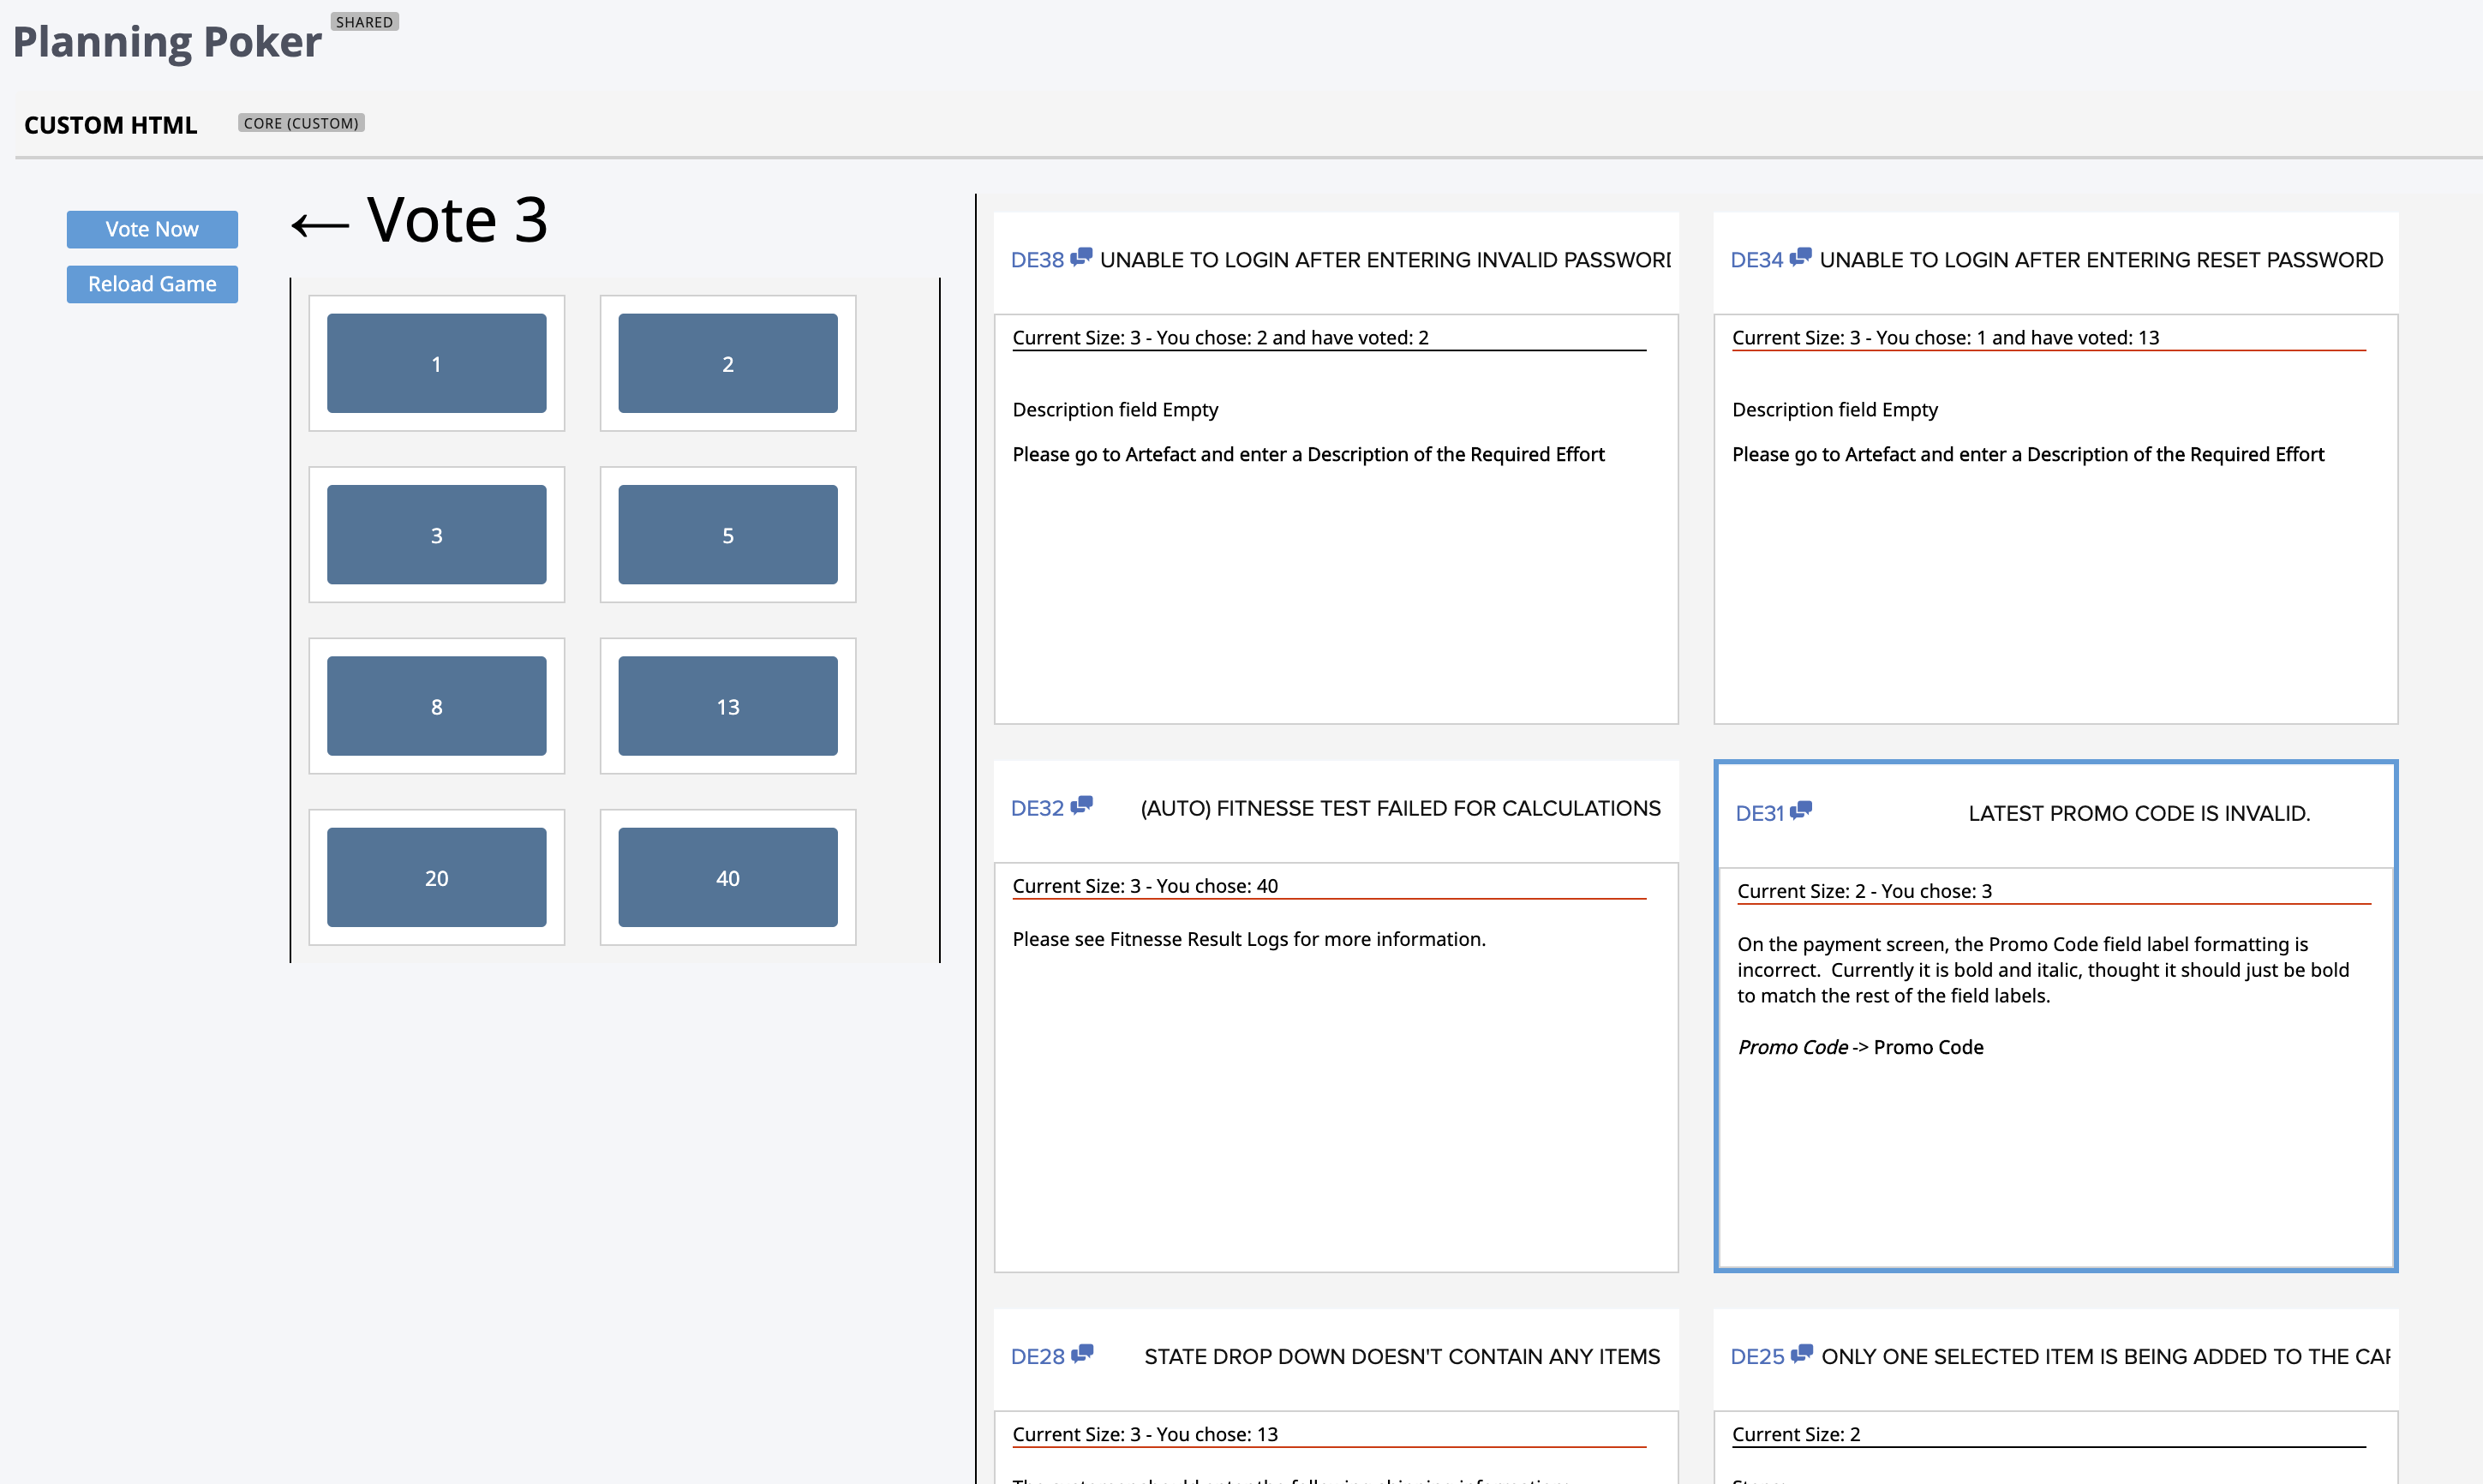 Planning Poker SHARED
CUSTOM HTML CORE (CUSTOM)
Vote Now
Reload Game
← Vote 3
1 2
3 5
8 13
20 40
DE38 UNABLE TO LOGIN AFTER ENTERING INVALID PASSWORD
Current Size: 3 - You chose: 2 and have voted: 2
Description field Empty
Please go to Artefact and enter a Description of the Required Effort
DE34 UNABLE TO LOGIN AFTER ENTERING RESET PASSWORD
Current Size: 3 - You chose: 1 and have voted: 13
Description field Empty
Please go to Artefact and enter a Description of the Required Effort
DE32 (AUTO) FITNESSE TEST FAILED FOR CALCULATIONS
Current Size: 3 - You chose: 40
Please see Fitnesse Result Logs for more information.
DE31 LATEST PROMO CODE IS INVALID.
Current Size: 2 - You chose: 3
On the payment screen, the Promo Code field label formatting is
incorrect.  Currently it is bold and italic, thought it should just be bold
to match the rest of the field labels.
Promo Code -> Promo Code
DE28 STATE DROP DOWN DOESN'T CONTAIN ANY ITEMS
Current Size: 3 - You chose: 13
DE25 ONLY ONE SELECTED ITEM IS BEING ADDED TO THE
Current Size: 2